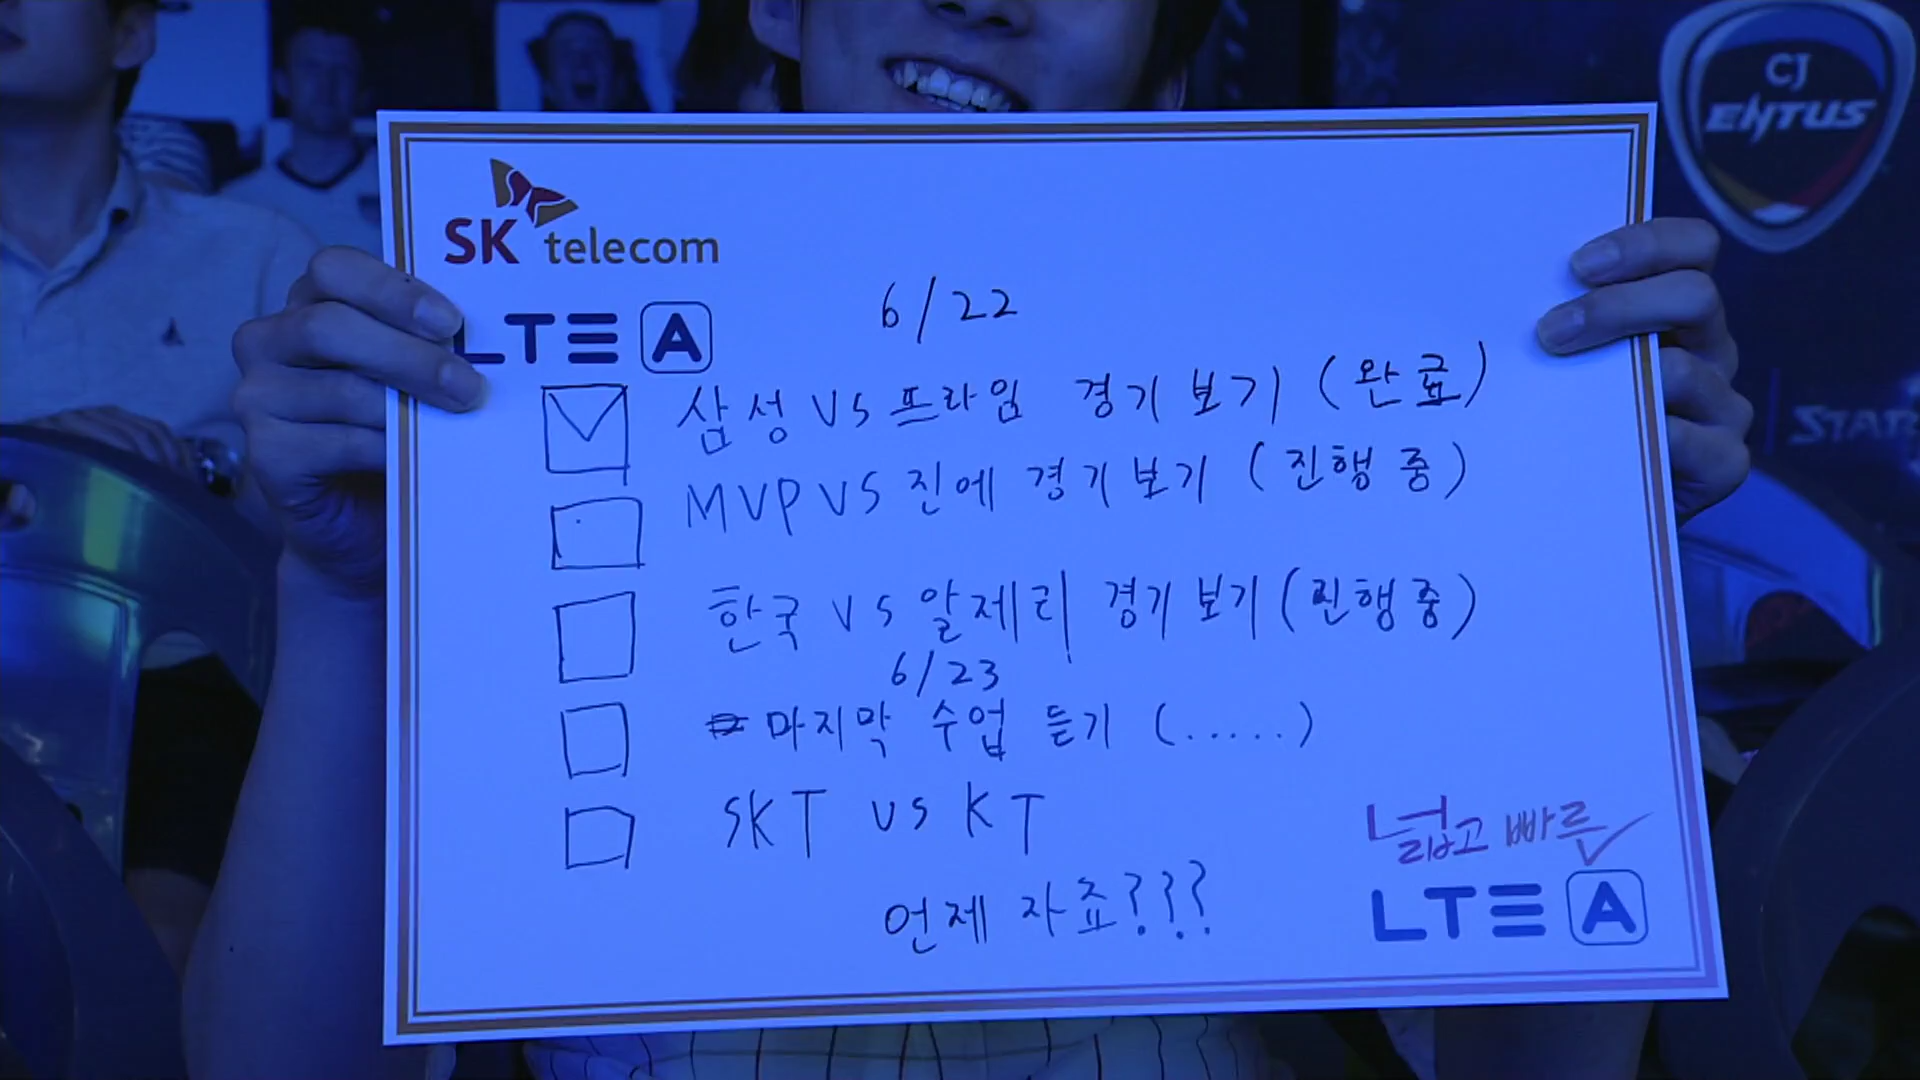 CJ
ENTUS
SK telecom
LTE A
6/22
삼성 VS 프라임 경기 보기 (완료)
MVP VS 진에 경기 보기 (진행 중)
한국 VS 알제리 경기 보기 (진행 중)
6/23
마지막 수업 듣기 (.....)
SKT VS KT
언제 자죠???
넓고 빠른
LTE A
STAR